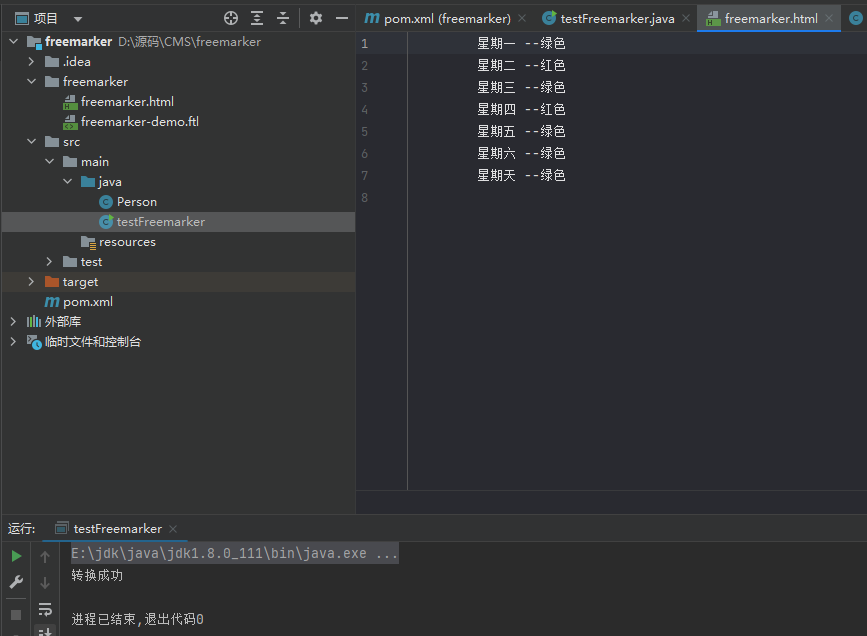 项目
freemarker D:\源码\CMS\freemarker
.idea
freemarker
freemarker.html
freemarker-demo.ftl
src
main
java
Person
testFreemarker
resources
test
target
pom.xml
外部库
临时文件和控制台
pom.xml (freemarker)
testFreemarker.java
freemarker.html
1 星期一 --绿色
2 星期二 --红色
3 星期三 --绿色
4 星期四 --红色
5 星期五 --绿色
6 星期六 --绿色
7 星期天 --绿色
8
运行: testFreemarker
E:\jdk\java\jdk1.8.0_111\bin\java.exe ...
转换成功
进程已结束,退出代码0